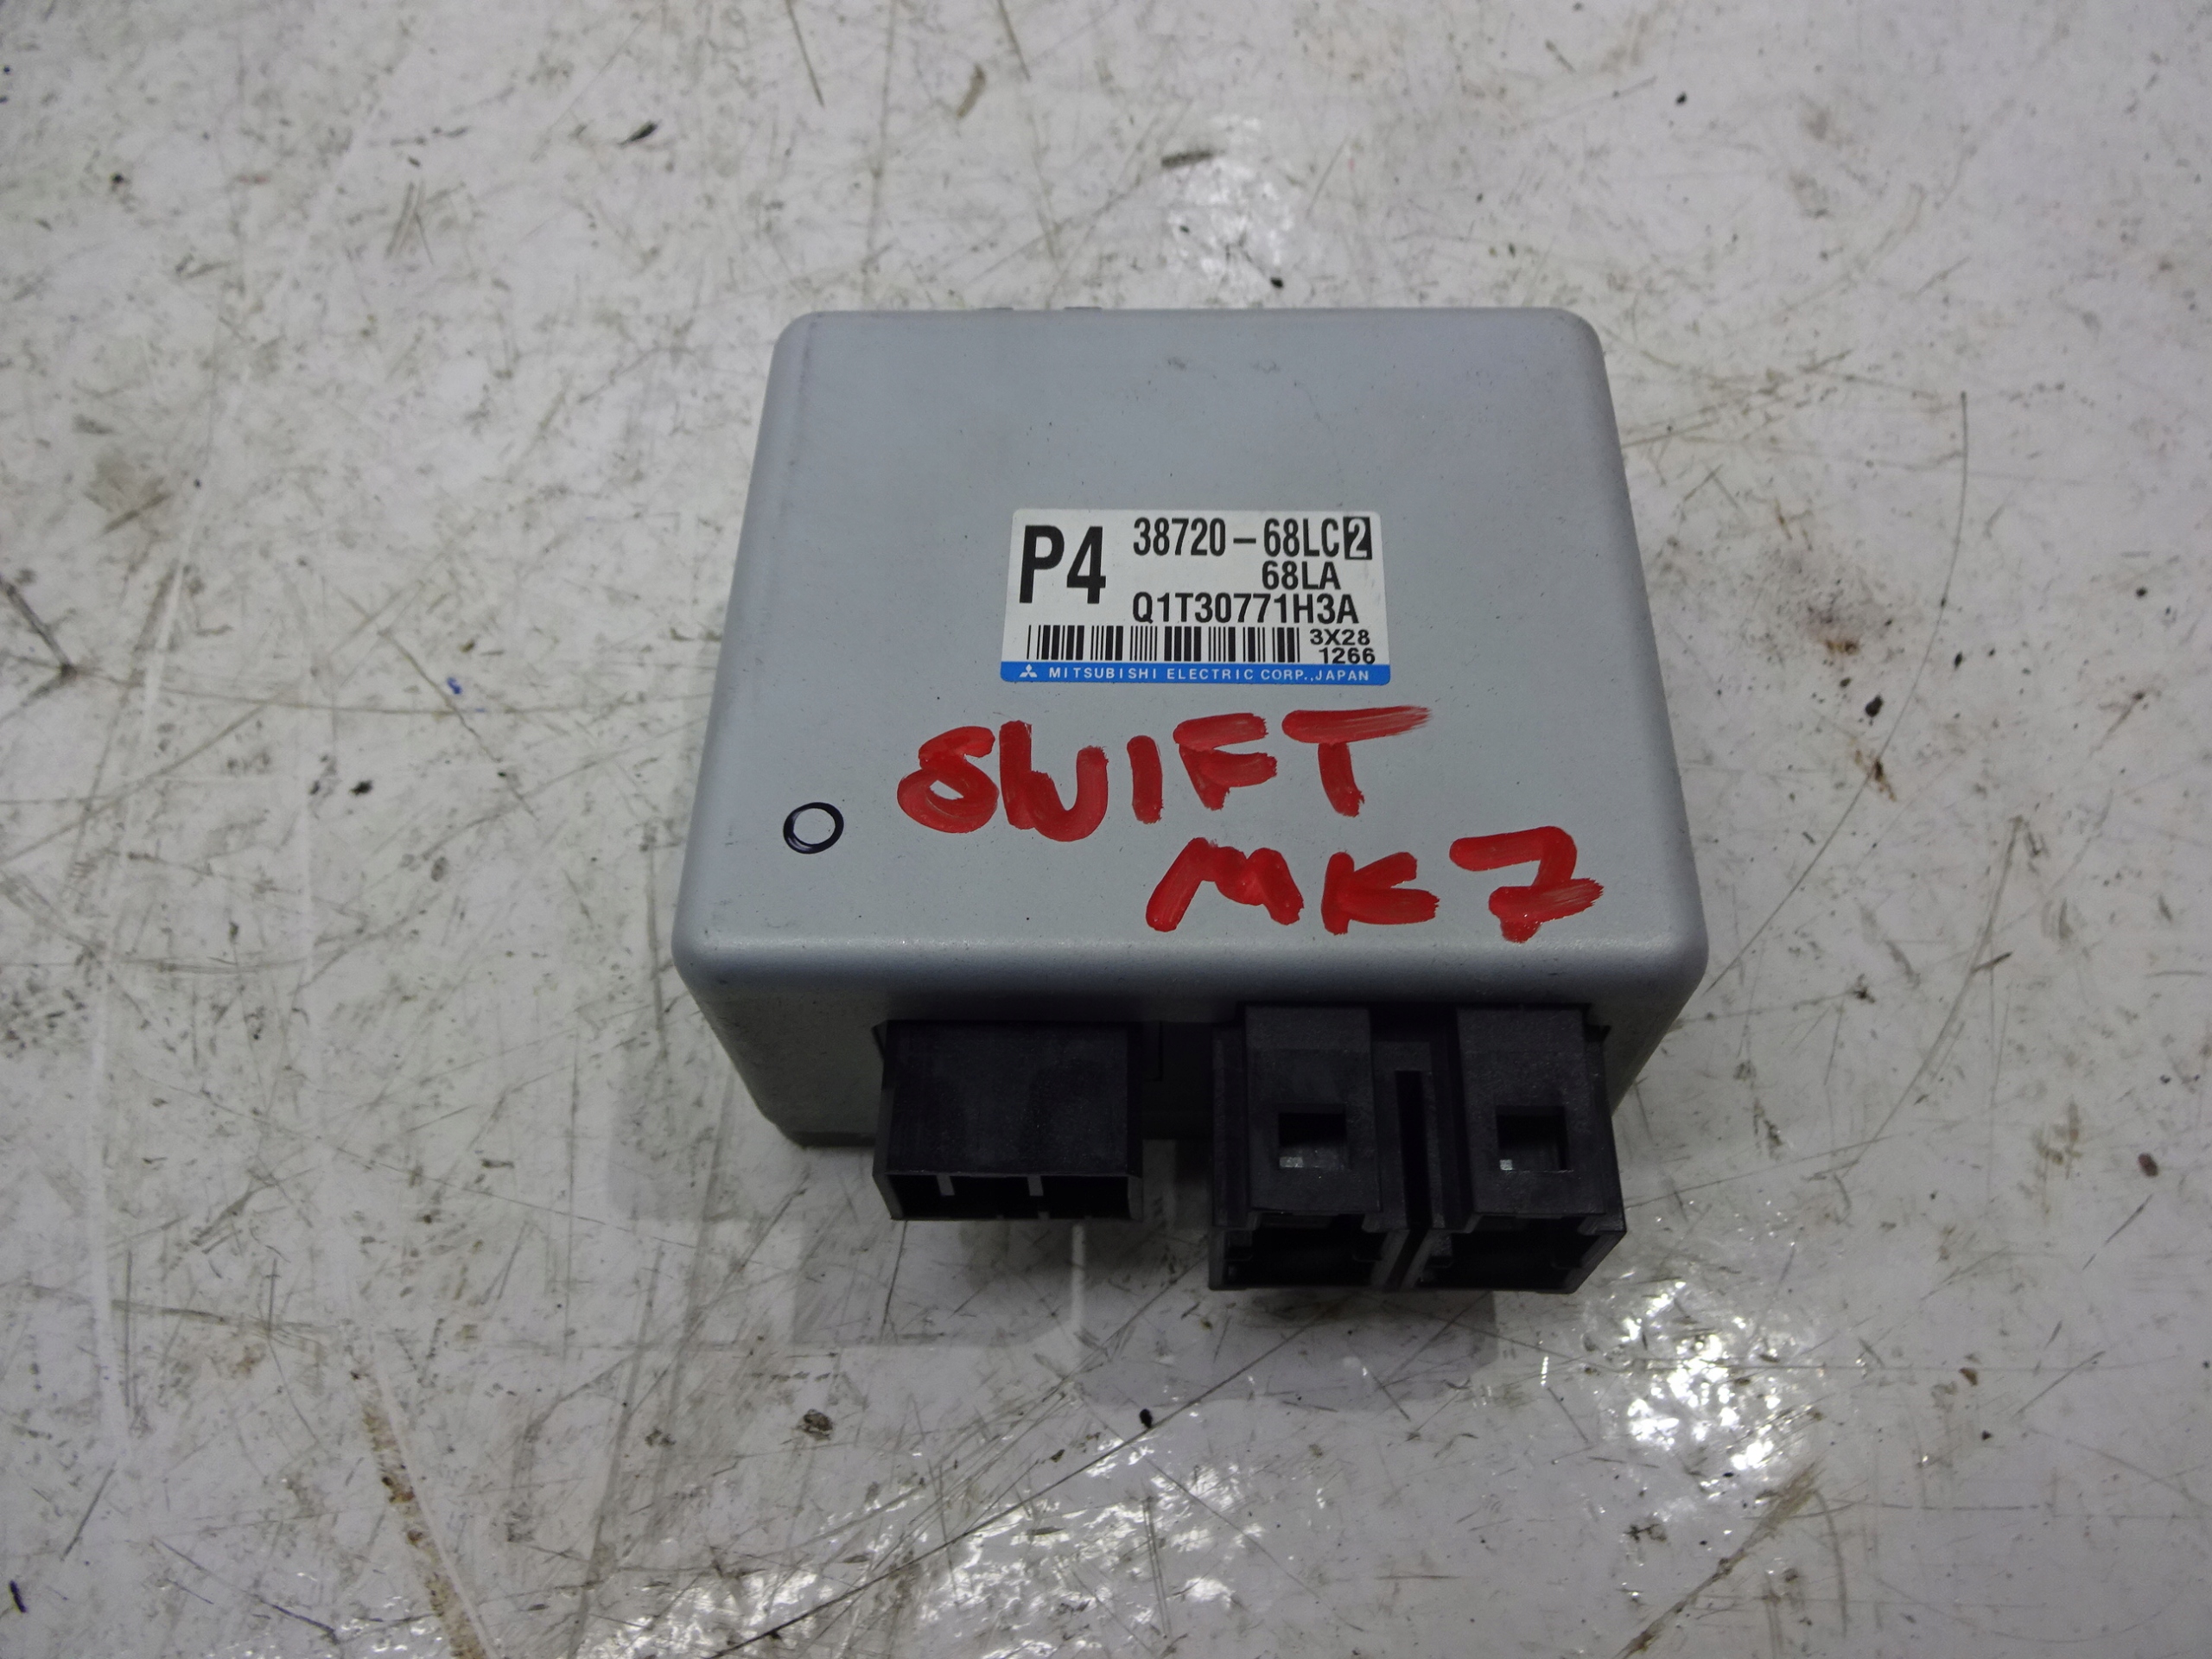 P4 38720-68LC2
68LA
Q1T30771H3A
3X28
1266
MITSUBISHI ELECTRIC CORP.,JAPAN
SWIFT
MK7